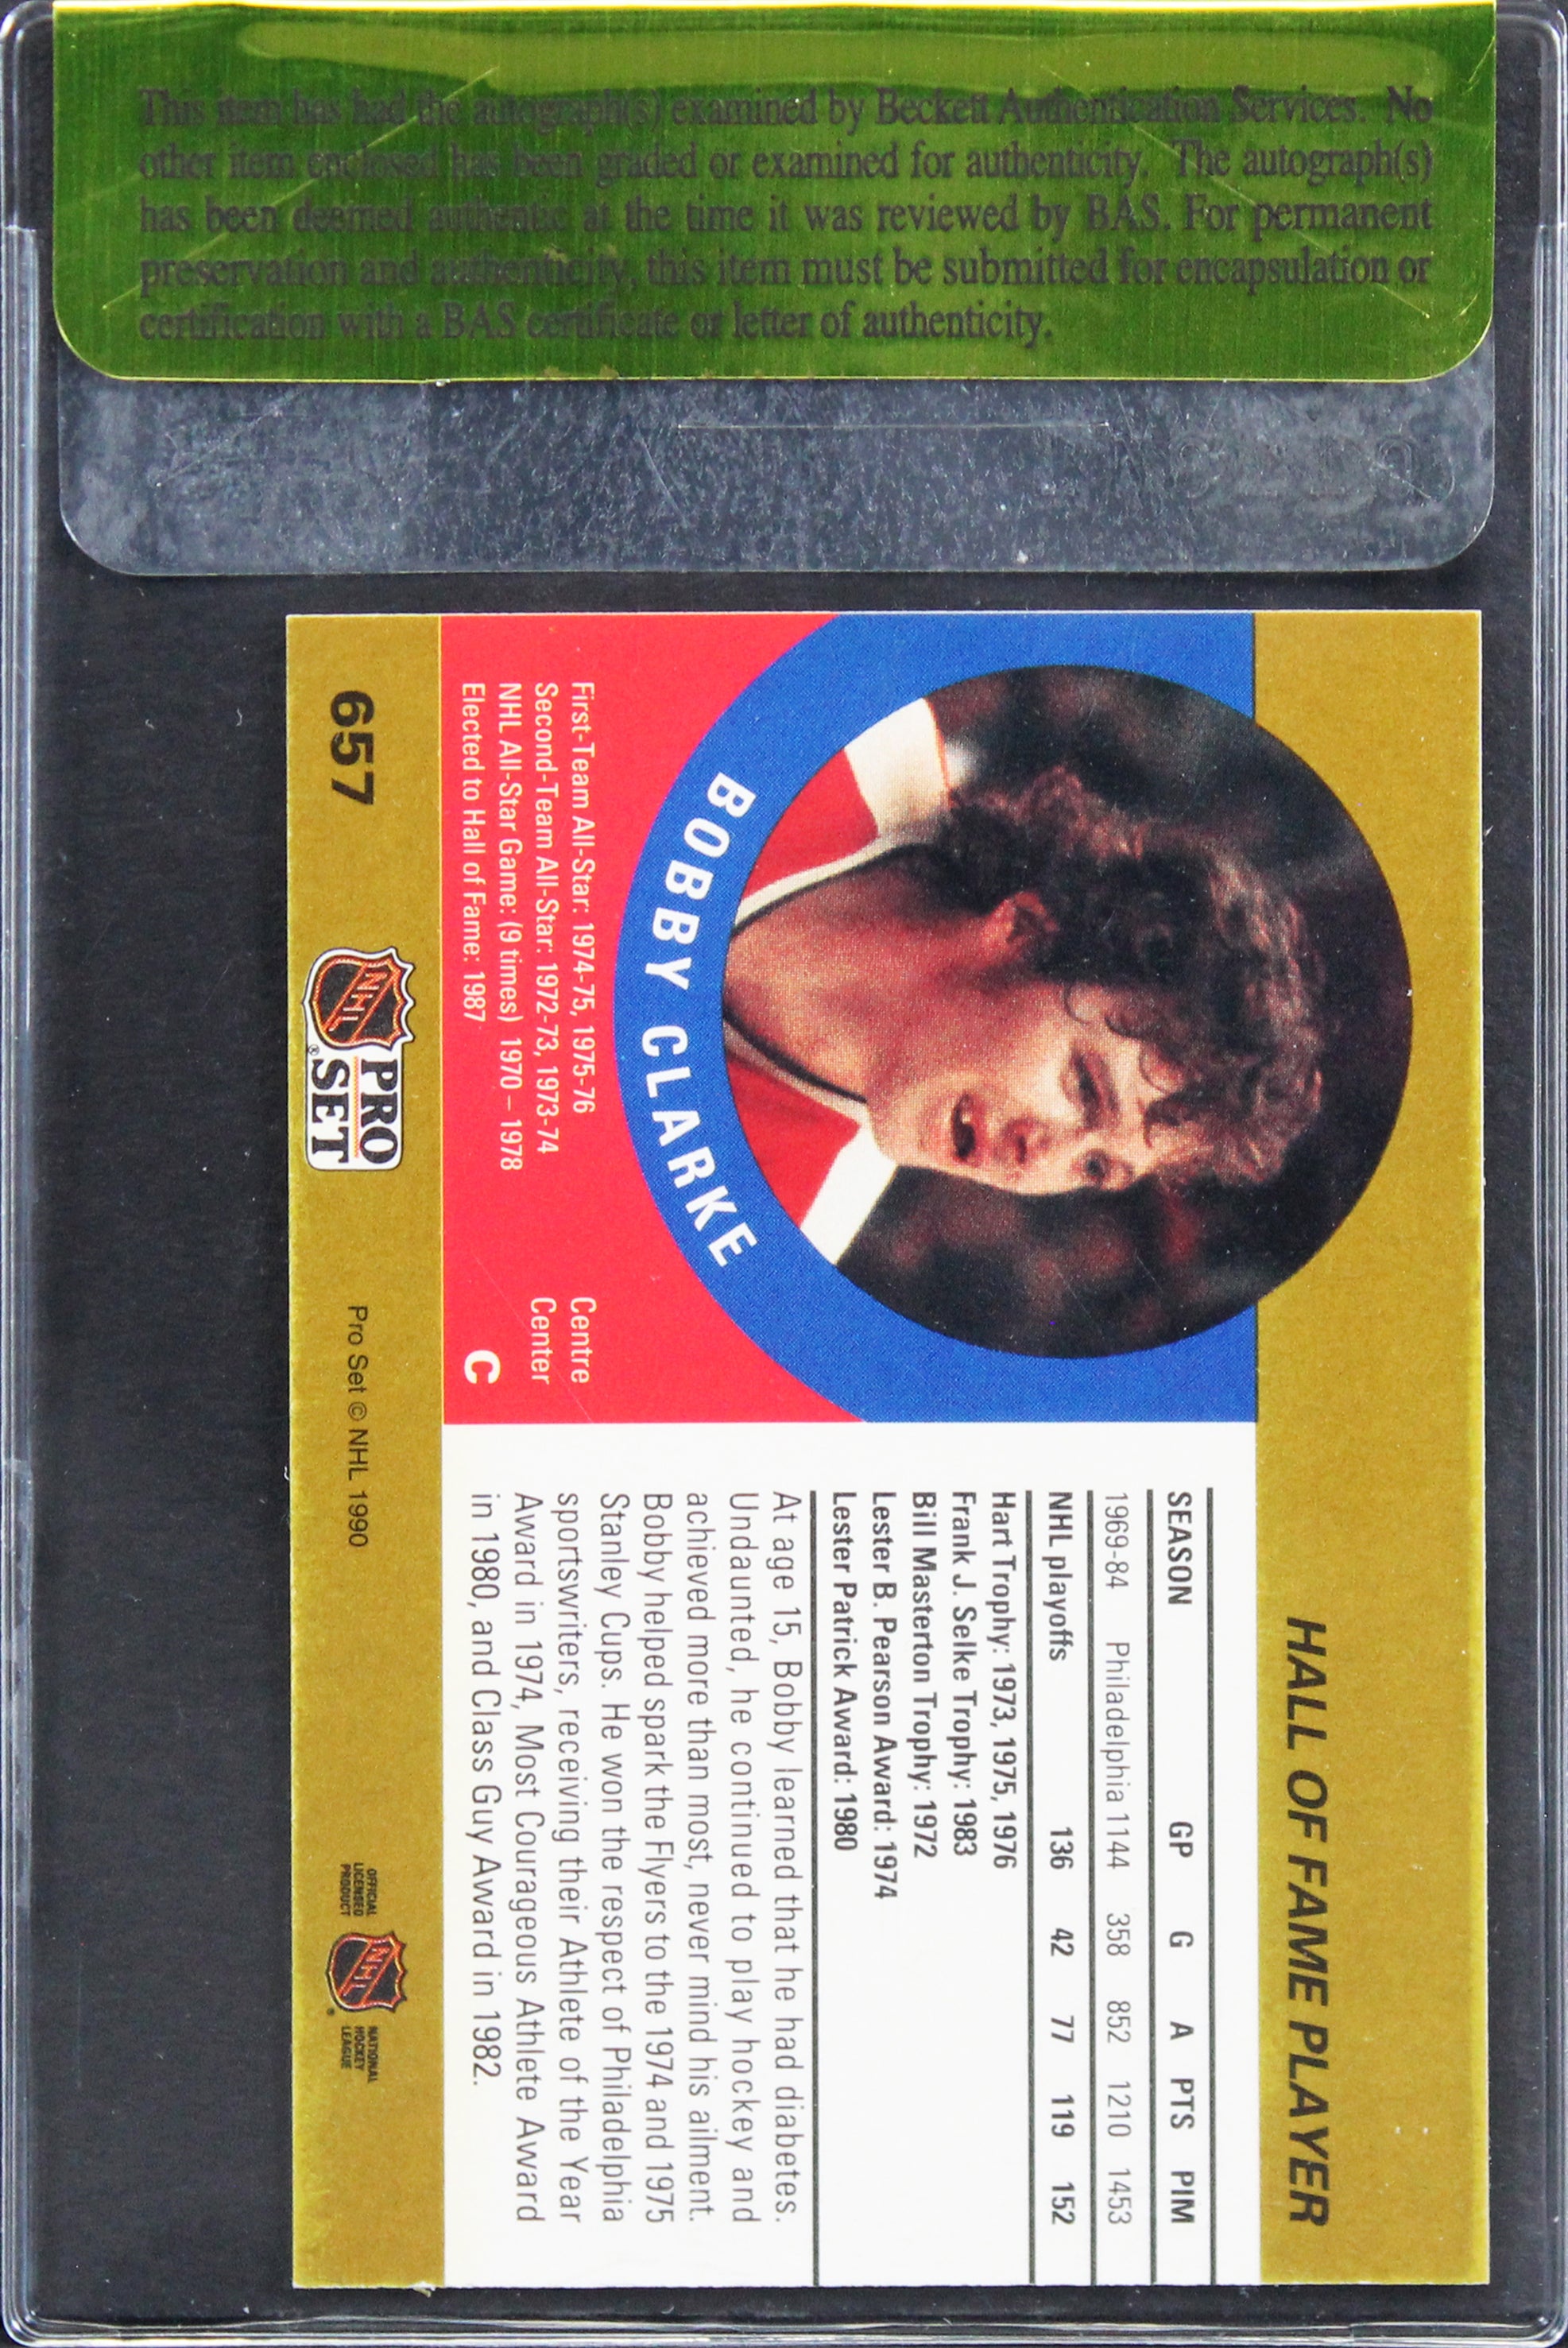 This item has had the autograph(s) examined by Beckett Authentication Services. No
other item enclosed has been graded or examined for authenticity. The autograph(s)
has been deemed authentic at the time it was reviewed by BAS. For permanent
preservation and authenticity, this item must be submitted for encapsulation or
certification with a BAS certificate or letter of authenticity.
HALL OF FAME PLAYER
BOBBY CLARKE
First-Team All-Star: 1974-75, 1975-76
Second-Team All-Star: 1972-73, 1973-74
NHL All-Star Game: (9 times) 1970 – 1978
Elected to Hall of Fame: 1987
Centre
Center
C
SEASON GP G A PTS PIM
1969-84 Philadelphia 1144 358 852 1210 1453
NHL playoffs 136 42 77 119 152
Hart Trophy: 1973, 1975, 1976
Frank J. Selke Trophy: 1983
Bill Masterton Trophy: 1972
Lester B. Pearson Award: 1974
Lester Patrick Award: 1980
At age 15, Bobby learned that he had diabetes.
Undaunted, he continued to play hockey and
achieved more than most, never mind his ailment.
Bobby helped spark the Flyers to the 1974 and 1975
Stanley Cups. He won the respect of Philadelphia
sportswriters, receiving their Athlete of the Year
Award in 1974, Most Courageous Athlete Award
in 1980, and Class Guy Award in 1982.
657
NHL
PRO
SET®
Pro Set © NHL 1990
OFFICIAL
LICENSED
PRODUCT
NHL
®
NATIONAL
HOCKEY
LEAGUE